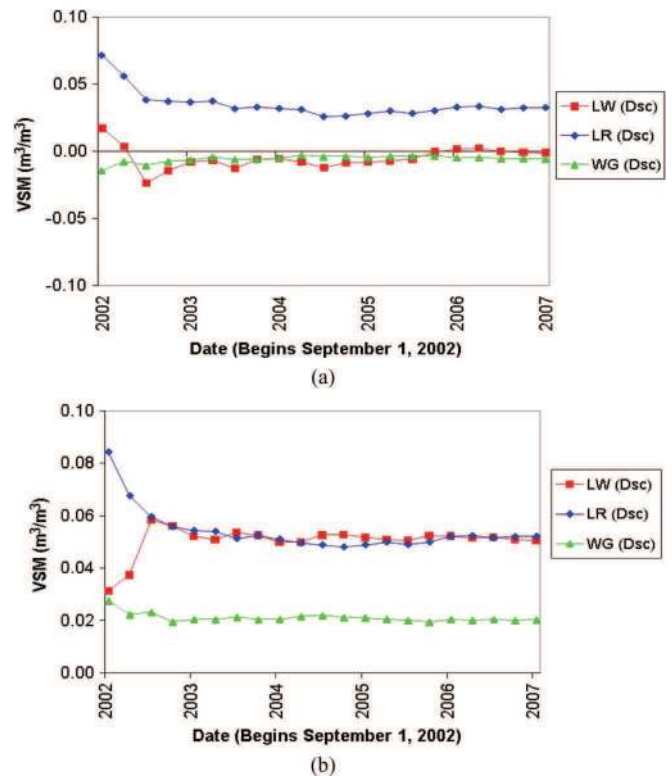 0.10
0.05
0.00
-0.05
-0.10
VSM (m³/m³)
LW (Dsc)
LR (Dsc)
WG (Dsc)
2002
2003
2004
2005
2006
2007
Date (Begins September 1, 2002)
(a)
0.10
0.08
0.06
0.04
0.02
0.00
VSM (m³/m³)
LW (Dsc)
LR (Dsc)
WG (Dsc)
2002
2003
2004
2005
2006
2007
Date (Begins September 1, 2002)
(b)